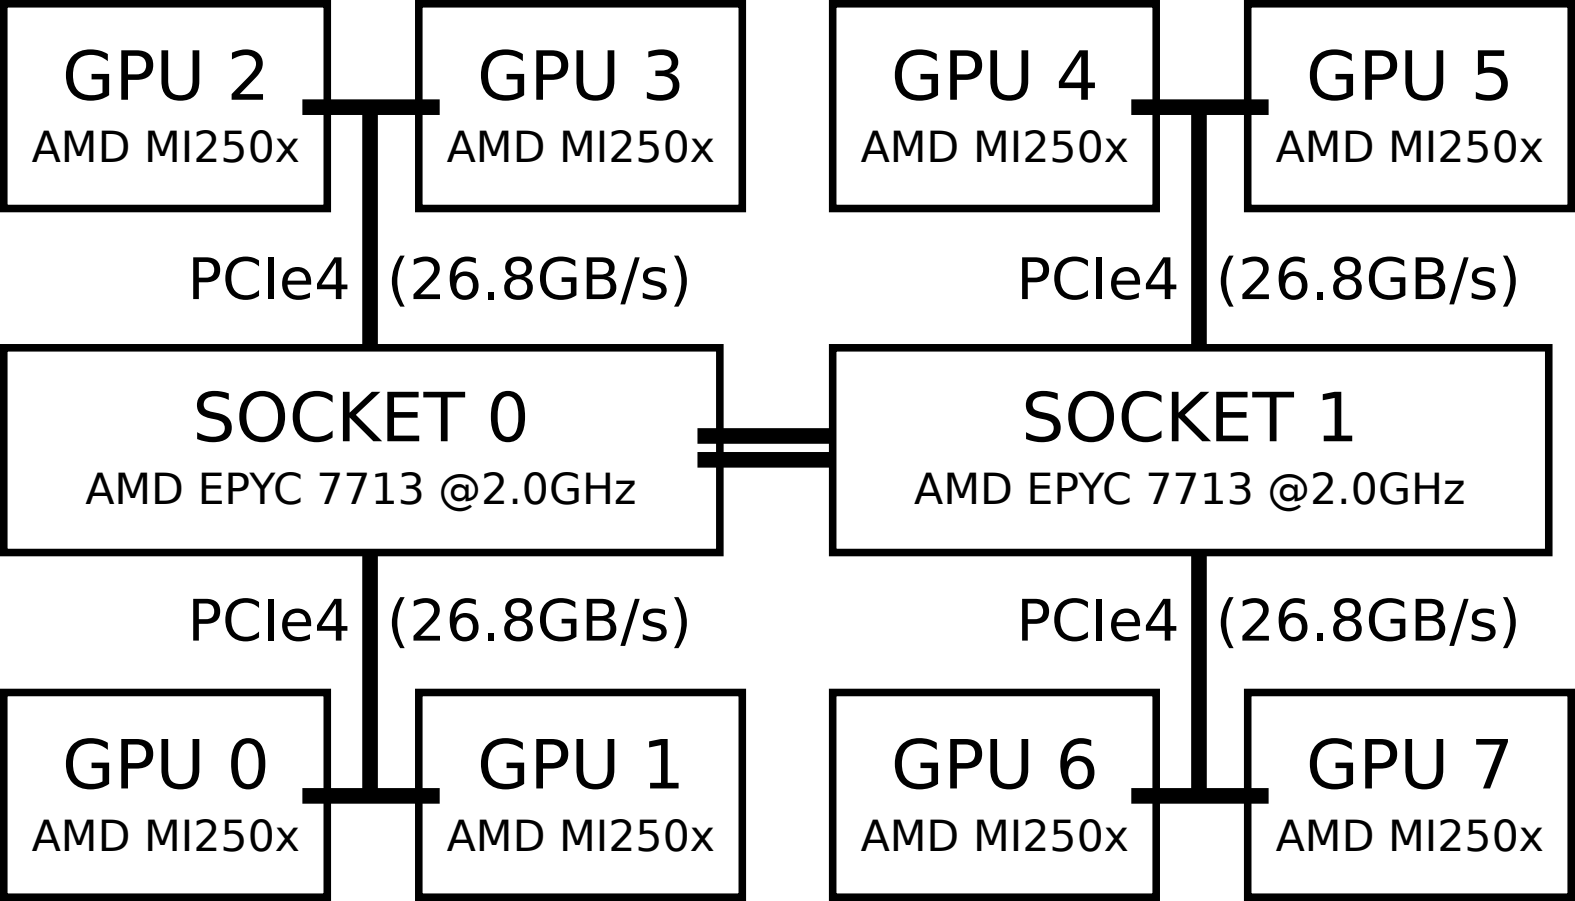 GPU 2
AMD MI250x
GPU 3
AMD MI250x
GPU 4
AMD MI250x
GPU 5
AMD MI250x
PCIe4 (26.8GB/s)
PCIe4 (26.8GB/s)
SOCKET 0
AMD EPYC 7713 @2.0GHz
SOCKET 1
AMD EPYC 7713 @2.0GHz
PCIe4 (26.8GB/s)
PCIe4 (26.8GB/s)
GPU 0
AMD MI250x
GPU 1
AMD MI250x
GPU 6
AMD MI250x
GPU 7
AMD MI250x